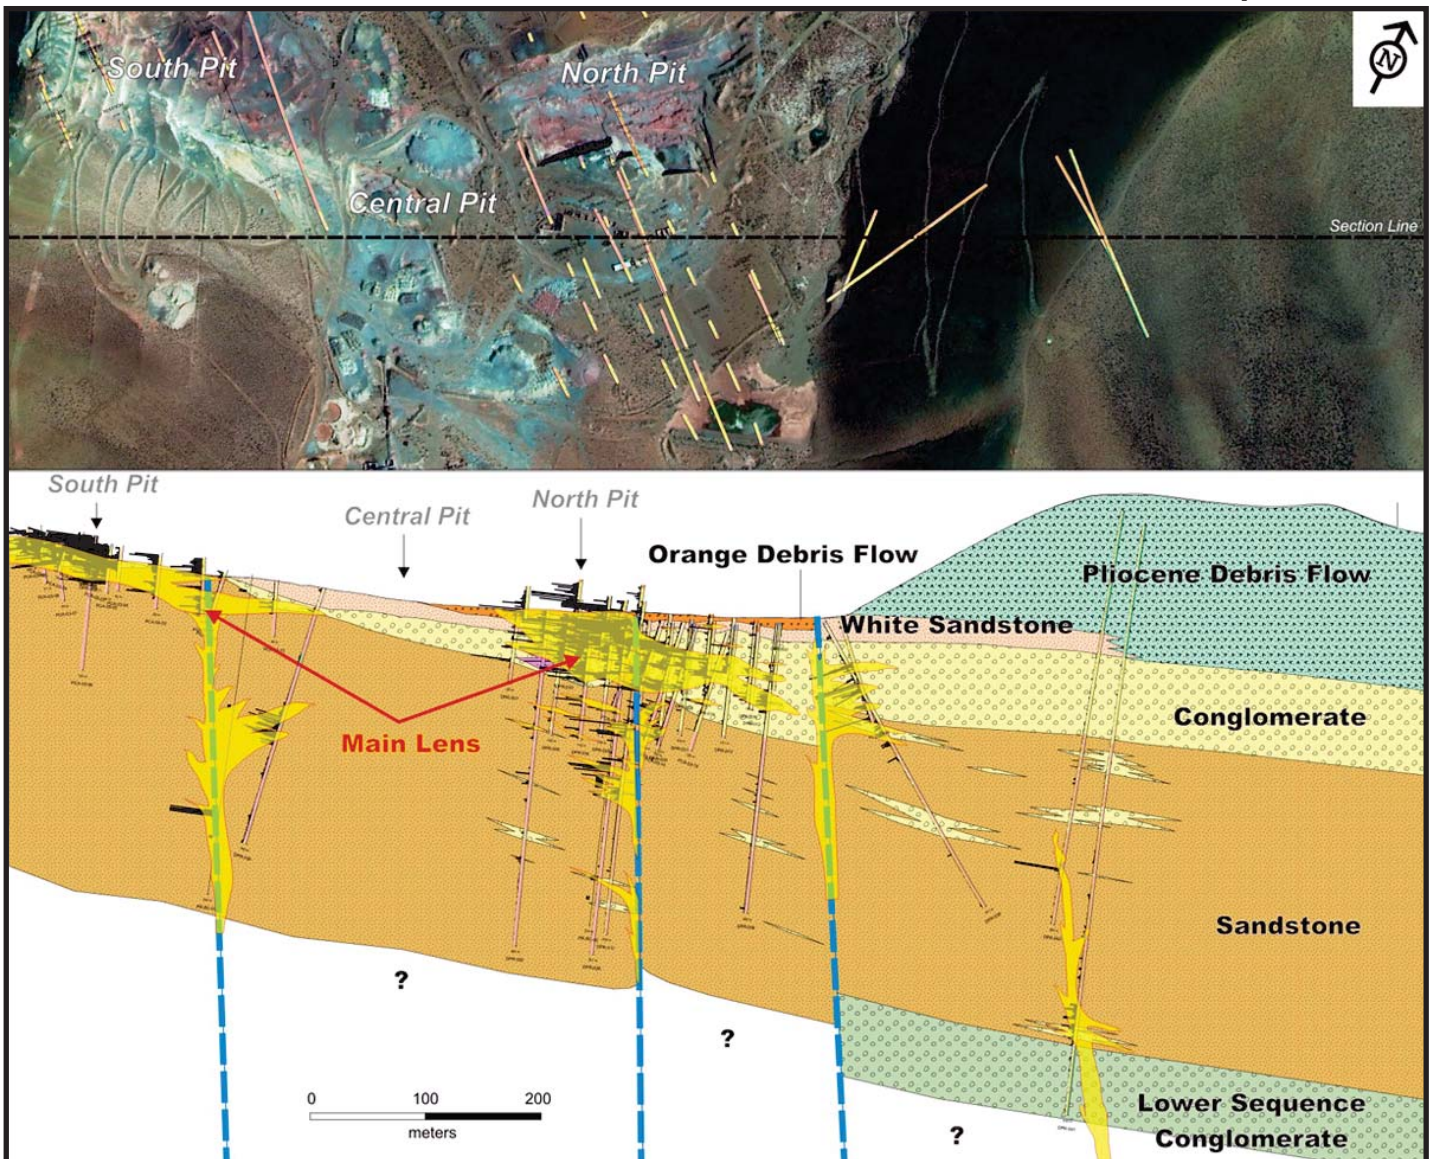 South Pit
North Pit
N
Central Pit
Section Line
South Pit
North Pit
Central Pit
Orange Debris Flow
Pliocene Debris Flow
White Sandstone
Conglomerate
Main Lens
Sandstone
?
?
0 100 200
meters
Lower Sequence
Conglomerate
?